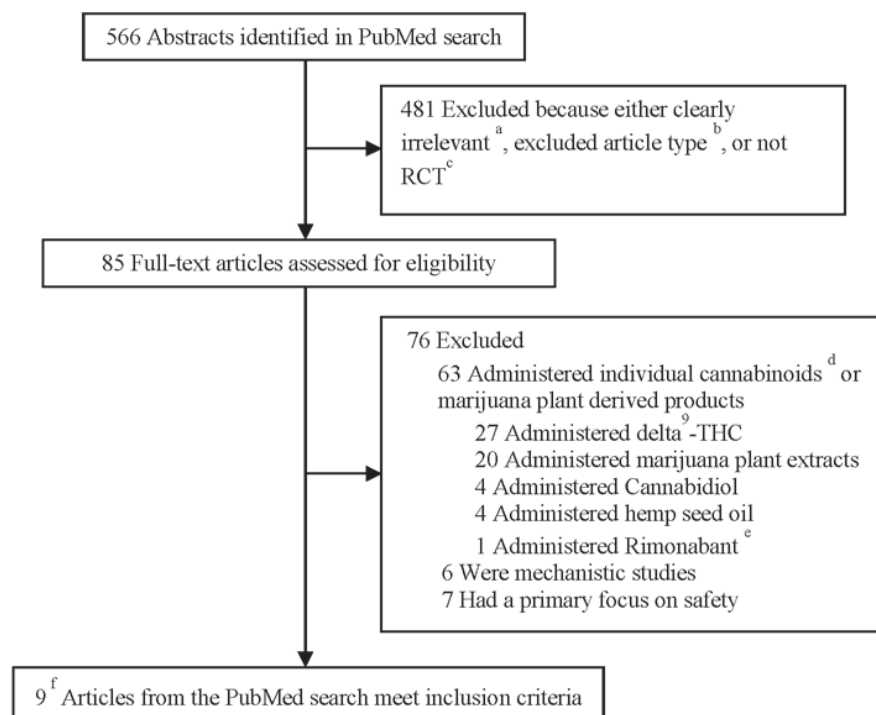 566 Abstracts identified in PubMed search
481 Excluded because either clearly
irrelevant a, excluded article type b, or not
RCT c
85 Full-text articles assessed for eligibility
76 Excluded
63 Administered individual cannabinoids d or
marijuana plant derived products
27 Administered delta 9-THC
20 Administered marijuana plant extracts
4 Administered Cannabidiol
4 Administered hemp seed oil
1 Administered Rimonabant e
6 Were mechanistic studies
7 Had a primary focus on safety
9 f Articles from the PubMed search meet inclusion criteria